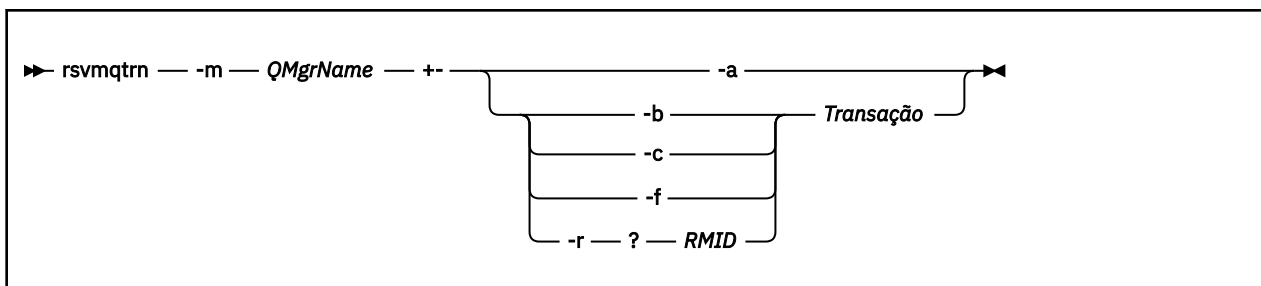 rsvmqtrn -m QMgrName +- -a
-b Transação
-c
-f
-r ? RMID